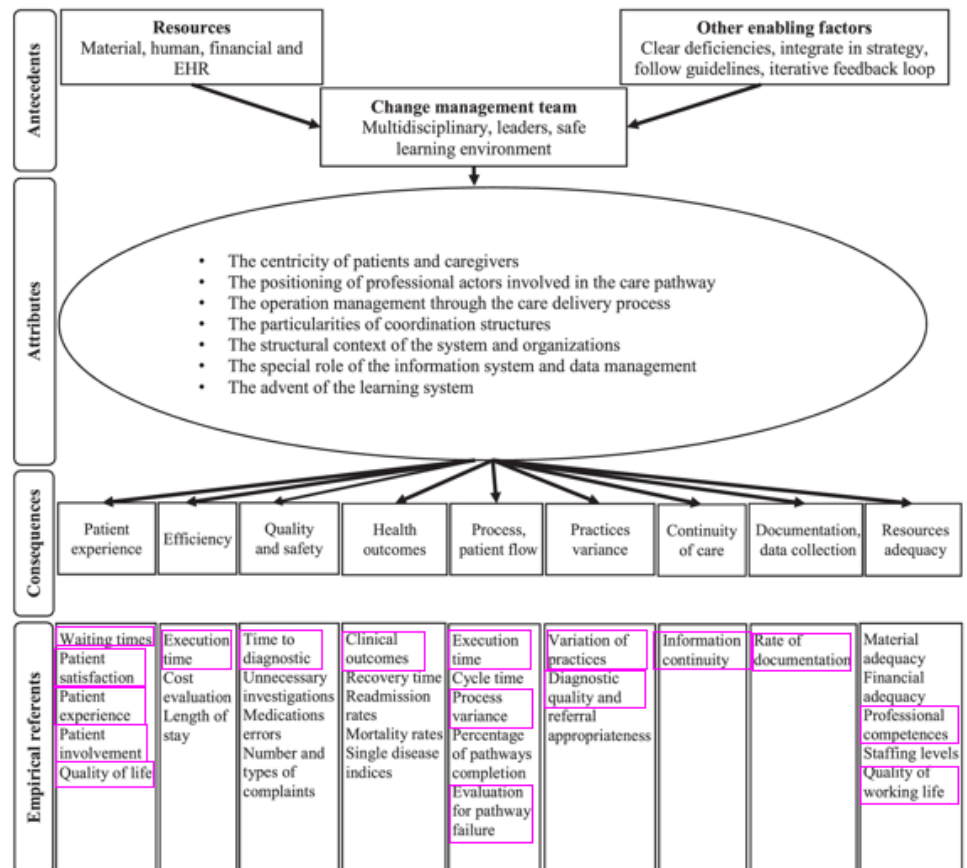 Antecedents
Resources
Material, human, financial and
EHR
Other enabling factors
Clear deficiencies, integrate in strategy,
follow guidelines, iterative feedback loop
Change management team
Multidisciplinary, leaders, safe
learning environment
Attributes
• The centricity of patients and caregivers
• The positioning of professional actors involved in the care pathway
• The operation management through the care delivery process
• The particularities of coordination structures
• The structural context of the system and organizations
• The special role of the information system and data management
• The advent of the learning system
Consequences
Patient
experience
Efficiency
Quality
and safety
Health
outcomes
Process,
patient flow
Practices
variance
Continuity
of care
Documentation,
data collection
Resources
adequacy
Empirical referents
Waiting times
Patient
satisfaction
Patient
experience
Patient
involvement
Quality of life
Execution
time
Cost
evaluation
Length of
stay
Time to
diagnostic
Unnecessary
investigations
Medications
errors
Number and
types of
complaints
Clinical
outcomes
Recovery time
Readmission
rates
Mortality rates
Single disease
indices
Execution
time
Cycle time
Process
variance
Percentage
of pathways
completion
Evaluation
for pathway
failure
Variation of
practices
Diagnostic
quality and
referral
appropriateness
Information
continuity
Rate of
documentation
Material
adequacy
Financial
adequacy
Professional
competences
Staffing levels
Quality of
working life